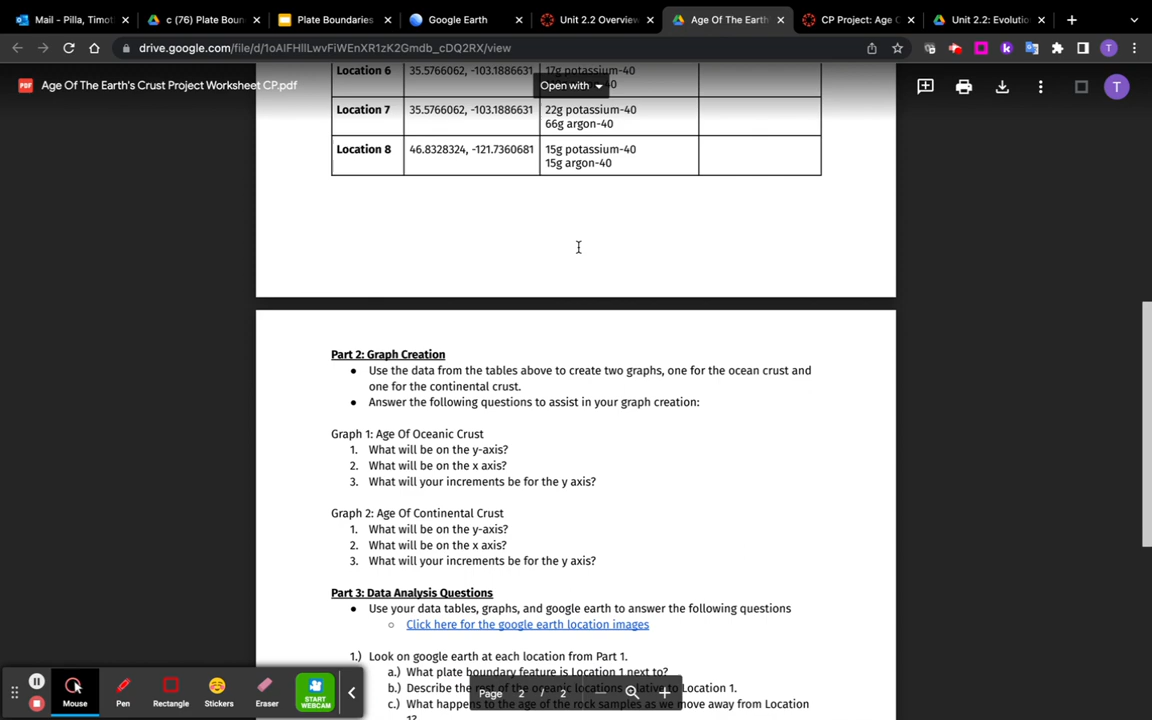 Mail - Pilla, Timot
c (76) Plate Boun
Plate Boundaries
Google Earth
Unit 2.2 Overview
Age Of The Earth
CP Project: Age O
Unit 2.2: Evolutio
drive.google.com/file/d/1oAlFHllLwvFiWEnXR1zK2Gmdb_cDQ2RX/view
Age Of The Earth's Crust Project Worksheet CP.pdf
Open with
Location 6 35.5766062, -103.1886631 17g potassium-40
Location 7 35.5766062, -103.1886631 22g potassium-40
66g argon-40
Location 8 46.8328324, -121.7360681 15g potassium-40
15g argon-40
Part 2: Graph Creation
● Use the data from the tables above to create two graphs, one for the ocean crust and
one for the continental crust.
● Answer the following questions to assist in your graph creation:
Graph 1: Age Of Oceanic Crust
1. What will be on the y-axis?
2. What will be on the x axis?
3. What will your increments be for the y axis?
Graph 2: Age Of Continental Crust
1. What will be on the y-axis?
2. What will be on the x axis?
3. What will your increments be for the y axis?
Part 3: Data Analysis Questions
● Use your data tables, graphs, and google earth to answer the following questions
○ Click here for the google earth location images
1.) Look on google earth at each location from Part 1.
a.) What plate boundary feature is Location 1 next to?
b.) Describe the rest of the oceanic locations relative to Location 1.
c.) What happens to the age of the rock samples as we move away from Location
1?
Page 2 / 2
Mouse
Pen
Rectangle
Stickers
Eraser
START
WEBCAM
T
T